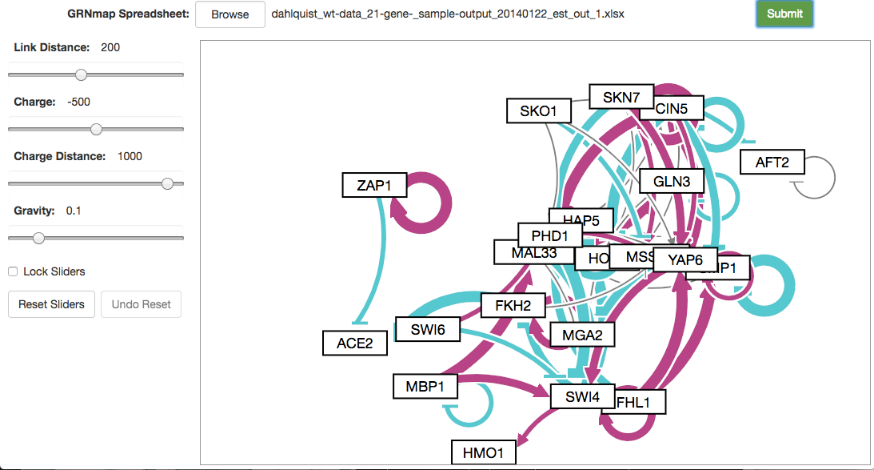 GRNmap Spreadsheet: Browse dahlquist_wt-data_21-gene-_sample-output_20140122_est_out_1.xlsx Submit
Link Distance: 200
Charge: -500
Charge Distance: 1000
Gravity: 0.1
Lock Sliders
Reset Sliders Undo Reset
SKN7
CIN5
SKO1
AFT2
ZAP1
GLN3
HAP5
PHD1
MAL33
HO
MSS
YAP6
FKH2
SWI6
MGA2
ACE2
MBP1
SWI4
FHL1
HMO1